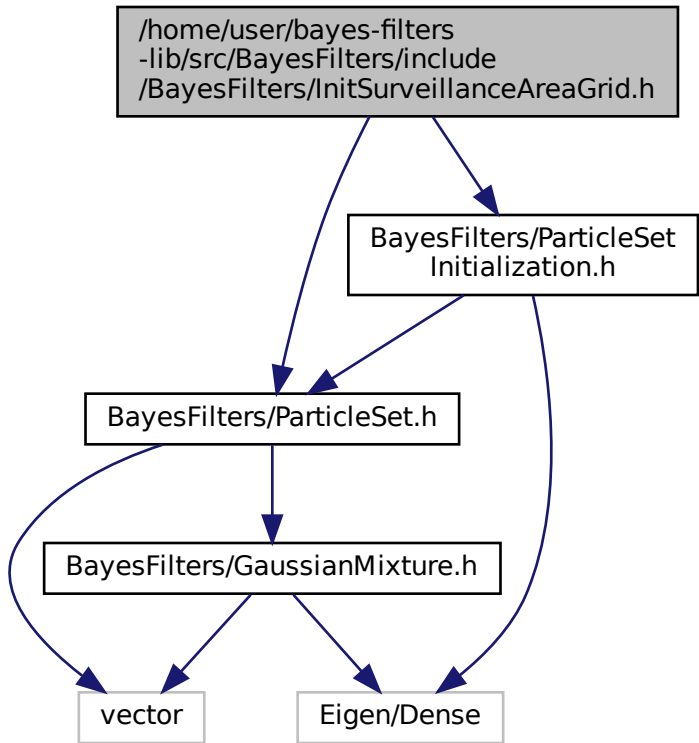 /home/user/bayes-filters
-lib/src/BayesFilters/include
/BayesFilters/InitSurveillanceAreaGrid.h
BayesFilters/ParticleSet
Initialization.h
BayesFilters/ParticleSet.h
BayesFilters/GaussianMixture.h
vector
Eigen/Dense